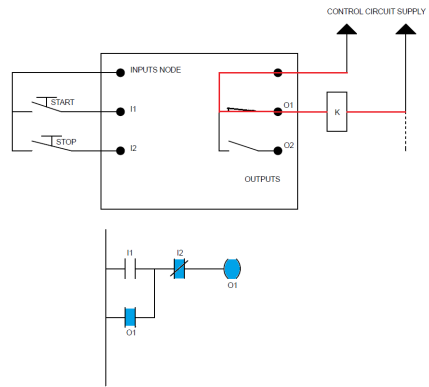 CONTROL CIRCUIT SUPPLY
INPUTS NODE
START
I1
O1
K
STOP
I2
O2
OUTPUTS
I1
I2
O1
O1